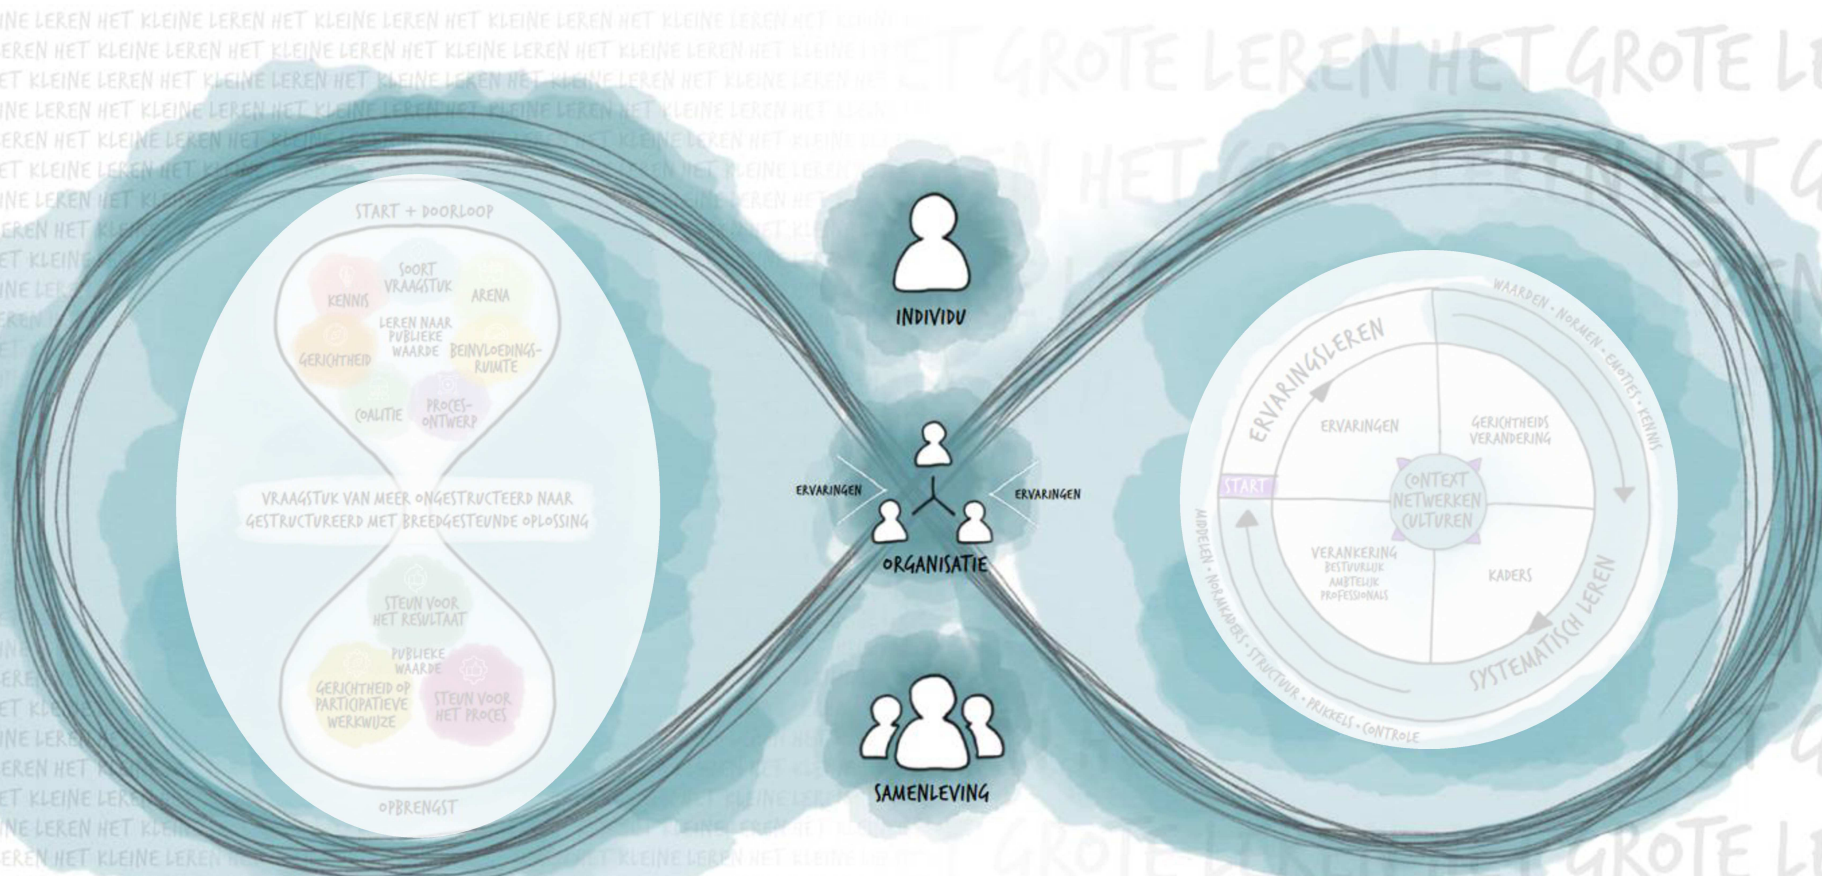 HET KLEINE LEREN HET KLEINE LEREN HET KLEINE LEREN
HET GROTE LEREN HET GROTE LEREN
START + DOORLOOP
KENNIS
SOORT
VRAAGSTUK
ARENA
LEREN NAAR
PUBLIEKE
WAARDE
GERICHTHEID
BEINVLOEDINGS-
RUIMTE
COALITIE
PROCES-
ONTWERP
VRAAGSTUK VAN MEER ONGESTRUCTEERD NAAR
GESTRUCTUREERD MET BREEDGESTEUNDE OPLOSSING
STEUN VOOR
HET RESULTAAT
PUBLIEKE
WAARDE
GERICHTHEID OP
PARTICIPATIEVE
WERKWIJZE
STEUN VOOR
HET PROCES
OPBRENGST
INDIVIDU
ERVARINGEN
ERVARINGEN
ORGANISATIE
SAMENLEVING
WAARDEN • NORMEN • EMOTIES • KENNIS
ERVARINGSLEREN
ERVARINGEN
GERICHTHEIDS
VERANDERING
START
CONTEXT
NETWERKEN
CULTUREN
VERANKERING
BESTUURLIJK
AMBTELIJK
PROFESSIONALS
KADERS
SYSTEMATISCH LEREN
MIDDELEN • NORMKADERS • STRUCTUUR • PRIKKELS • CONTROLE